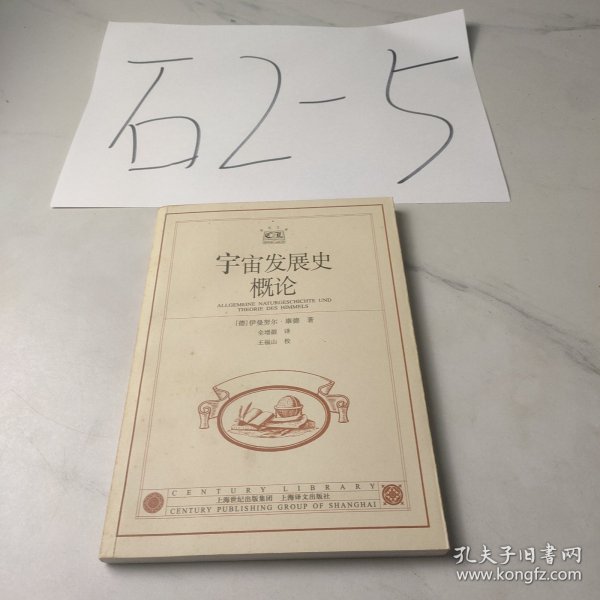 石2-5
宇宙发展史
概论
ALLGEMEINE NATURGESCHICHTE UND
THEORIE DES HIMMELS
[德]伊曼努尔·康德 著
全增嘏 译
王福山 校
CENTURY LIBRARY
上海世纪出版集团 上海译文出版社
CENTURY PUBLISHING GROUP OF SHANGHAI
孔夫子旧书网
www.kongfz.com